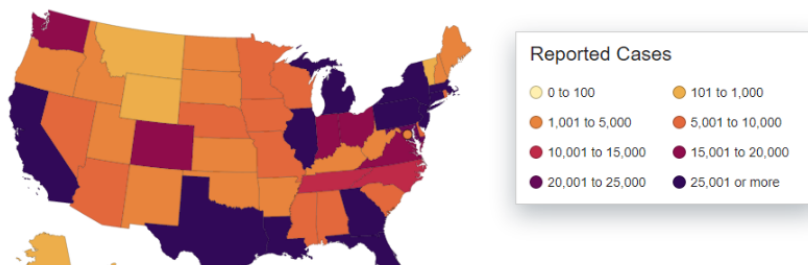 Reported Cases
0 to 100
101 to 1,000
1,001 to 5,000
5,001 to 10,000
10,001 to 15,000
15,001 to 20,000
20,001 to 25,000
25,001 or more